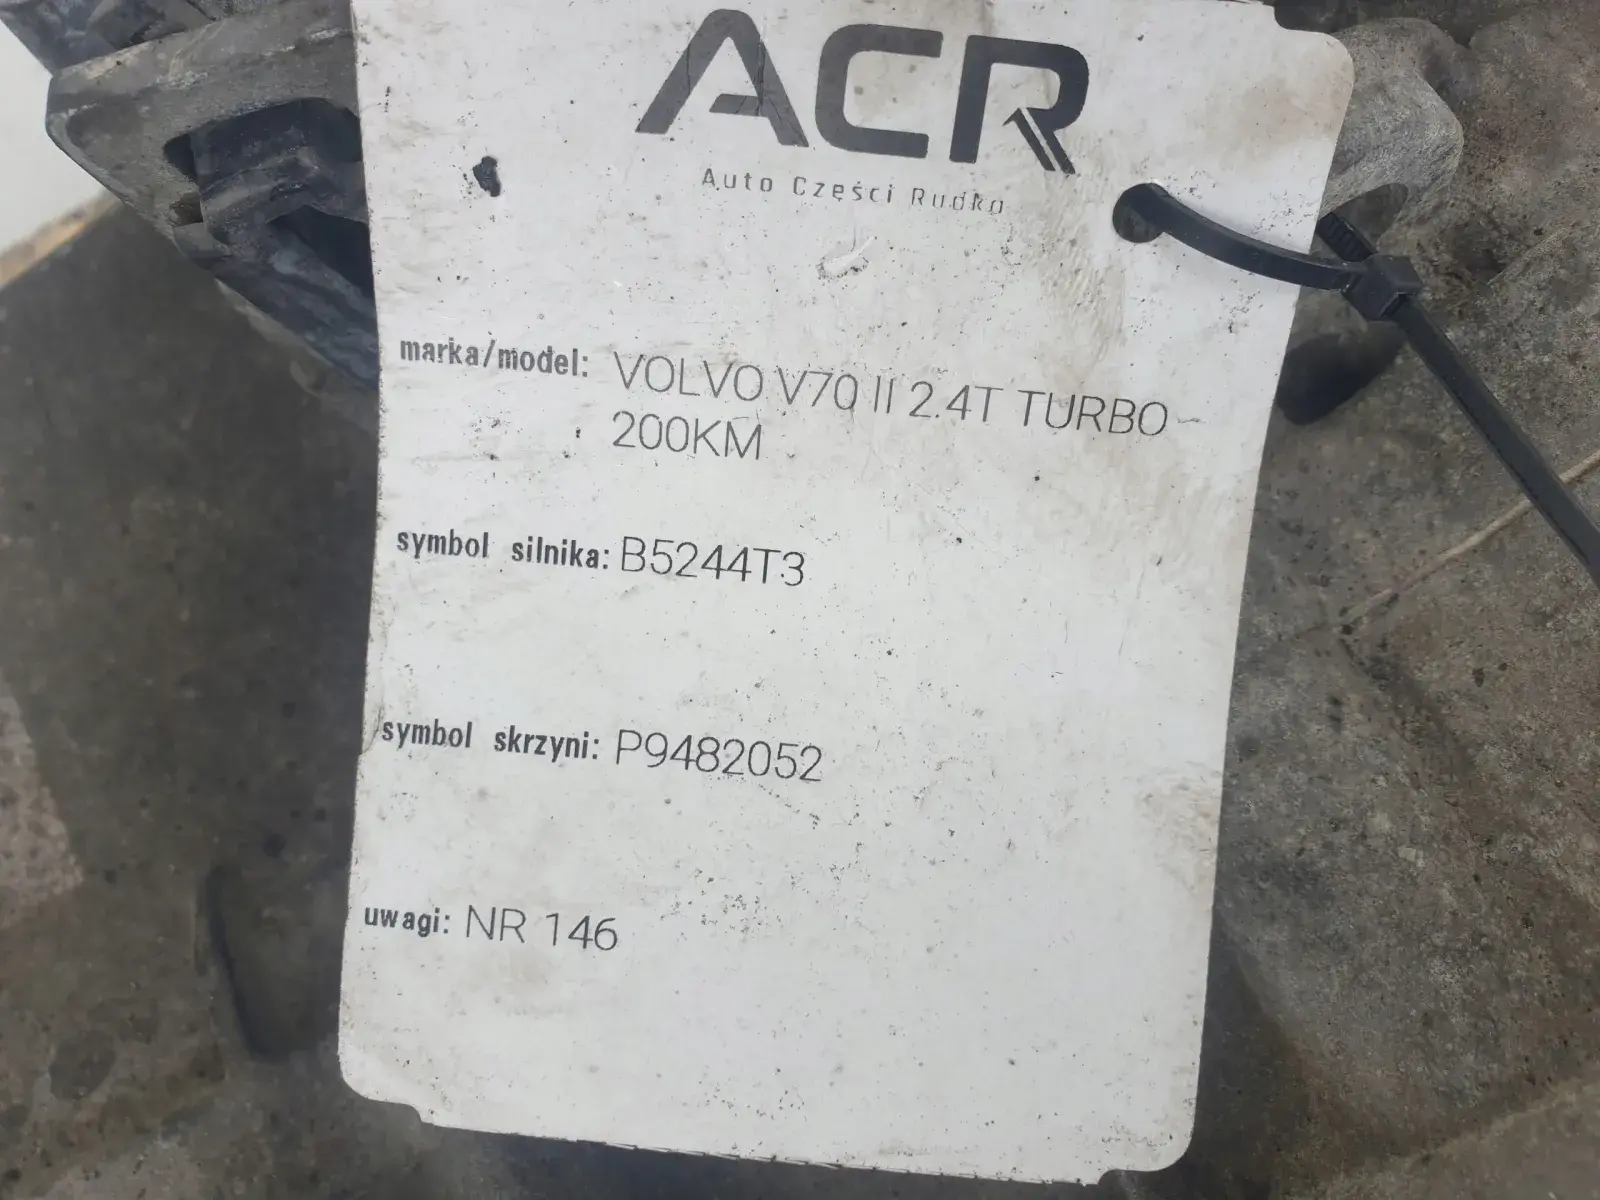 ACR
Auto Części Rudka
marka/model: VOLVO V70 II 2.4T TURBO
200KM
symbol silnika: B5244T3
symbol skrzyni: P9482052
uwagi: NR 146